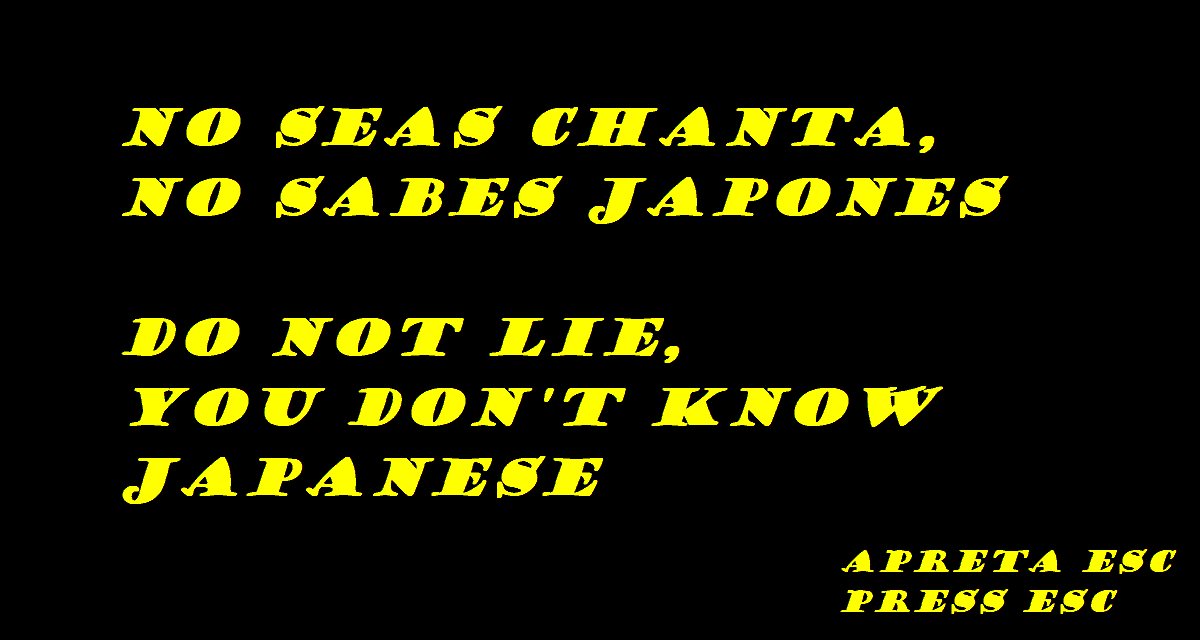 NO SEAS CHANTA,
NO SABES JAPONES
DO NOT LIE,
YOU DON'T KNOW
JAPANESE
APRETA ESC
PRESS ESC